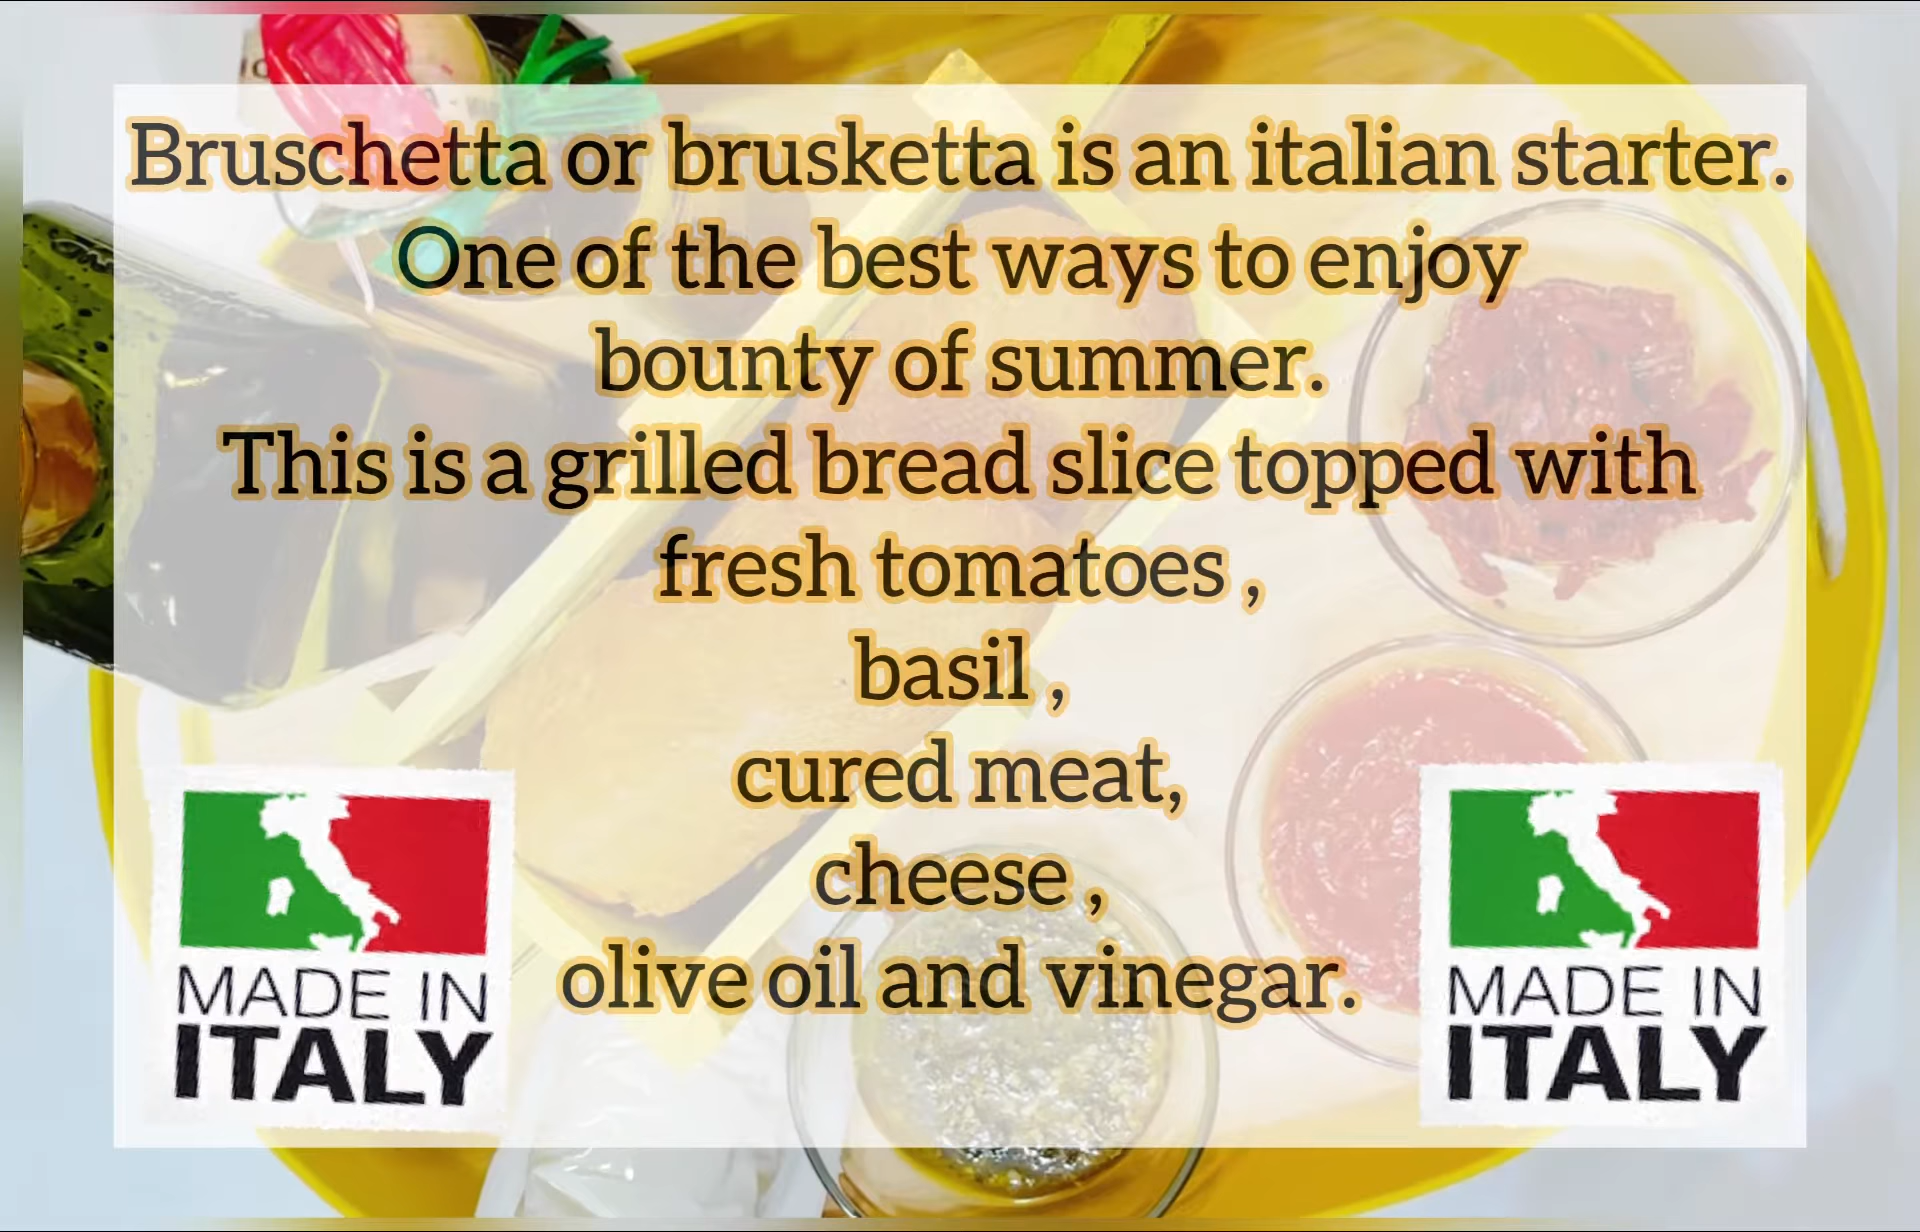 Bruschetta or brusketta is an italian starter.
One of the best ways to enjoy
bounty of summer.
This is a grilled bread slice topped with
fresh tomatoes ,
basil ,
cured meat,
cheese ,
olive oil and vinegar.
MADE IN
ITALY
MADE IN
ITALY